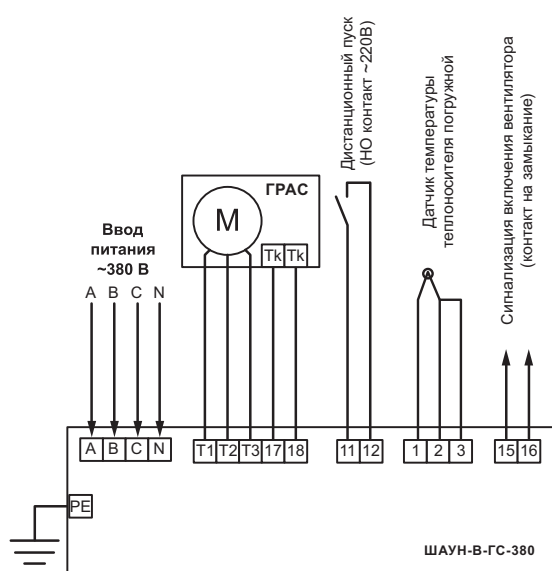 Дистанционный пуск
(НО контакт ~220В)
Датчик температуры
теплоносителя погружной
Сигнализация включения вентилятора
(контакт на замыкание)
ГРАС
М
Tk Tk
Ввод
питания
~380 В
A B C N
A B C N T1 T2 T3 17 18 11 12 1 2 3 15 16
PE
ШАУН-В-ГС-380